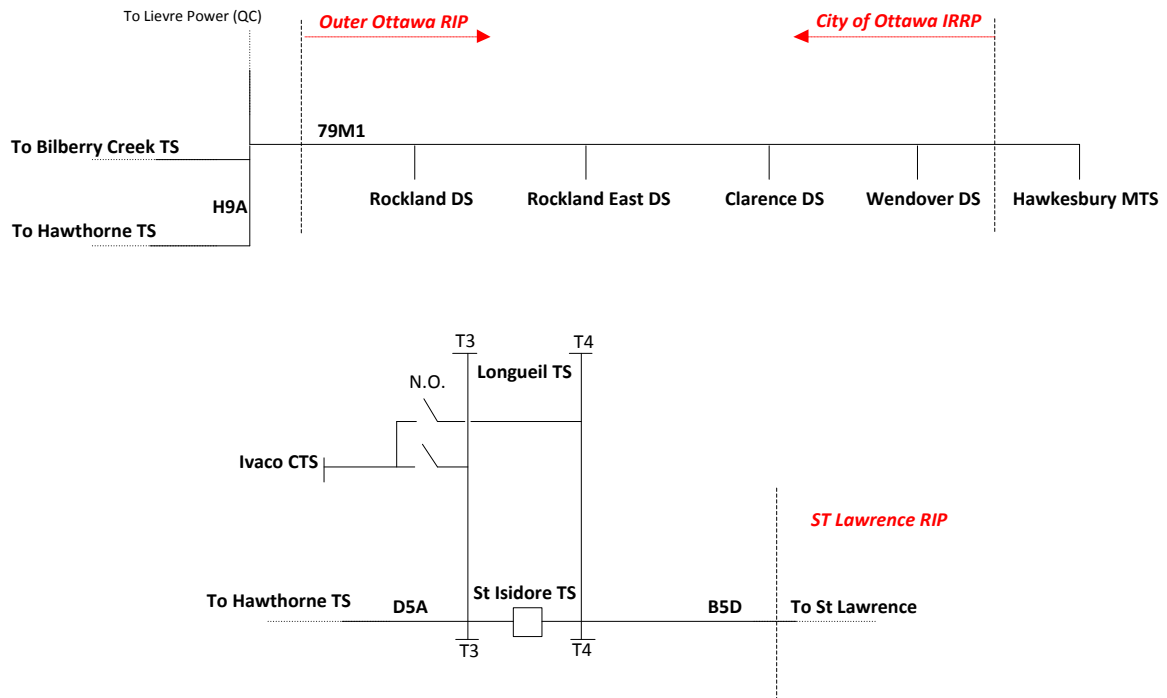 To Lievre Power (QC)
Outer Ottawa RIP
City of Ottawa IRRP
79M1
To Bilberry Creek TS
Rockland DS
Rockland East DS
Clarence DS
Wendover DS
Hawkesbury MTS
H9A
To Hawthorne TS
T3
T4
Longueil TS
N.O.
Ivaco CTS
ST Lawrence RIP
St Isidore TS
To Hawthorne TS
D5A
B5D
To St Lawrence
T3
T4